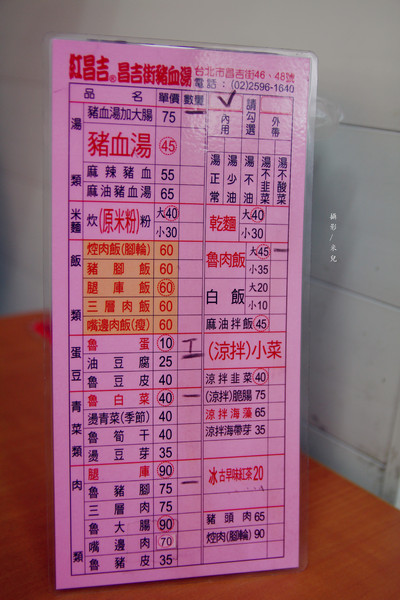 紅昌吉® 昌吉街豬血湯 台北市昌吉街46、48號
電話：(02)2596-1640
品名 單價 數量 ✓ 請勾選
內用 外帶
湯類
豬血湯加大腸 75 一
豬血湯 45
麻辣豬血 55
麻油豬血湯 65
湯正常 湯少油 湯不油 湯不韭菜 湯不酸菜
米麵
炊(原米粉)粉 大40 小30
乾麵 大40 小30
飯類
焢肉飯(腳輪) 60
豬腳飯 60
腿庫飯 60
三層肉飯 60
嘴邊肉飯(瘦) 60
魯肉飯 大45 小35 一
白飯 大20 小10
麻油拌飯 45
蛋豆
魯蛋 10
油豆腐 25
魯豆皮 40
(涼拌)小菜
涼拌韭菜 40
(涼拌)脆腸 75
涼拌海藻 65
涼拌海帶芽 35
青菜類
魯白菜 40 一
燙青菜(季節) 40
魯筍干 40
燙豆芽 35
肉類
腿庫 90
魯豬腳 75 一
三層肉 75
魯大腸 90
嘴邊肉 70
魯豬皮 35
冰古早味紅茶 20
豬頭肉 65
焢肉(腳輪) 90
攝影/永兒